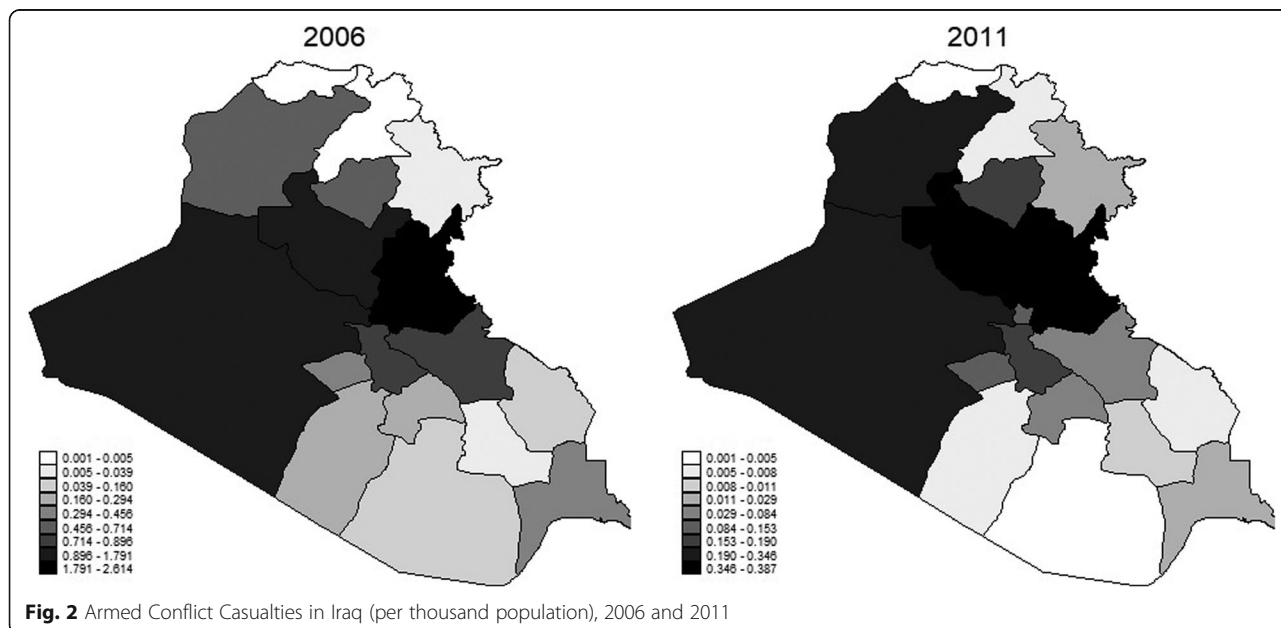 2006
2011
0.001 - 0.005
0.005 - 0.039
0.039 - 0.160
0.160 - 0.294
0.294 - 0.456
0.456 - 0.714
0.714 - 0.896
0.896 - 1.791
1.791 - 2.614
0.001 - 0.005
0.005 - 0.008
0.008 - 0.011
0.011 - 0.029
0.029 - 0.084
0.084 - 0.153
0.153 - 0.190
0.190 - 0.346
0.346 - 0.387
Fig. 2 Armed Conflict Casualties in Iraq (per thousand population), 2006 and 2011